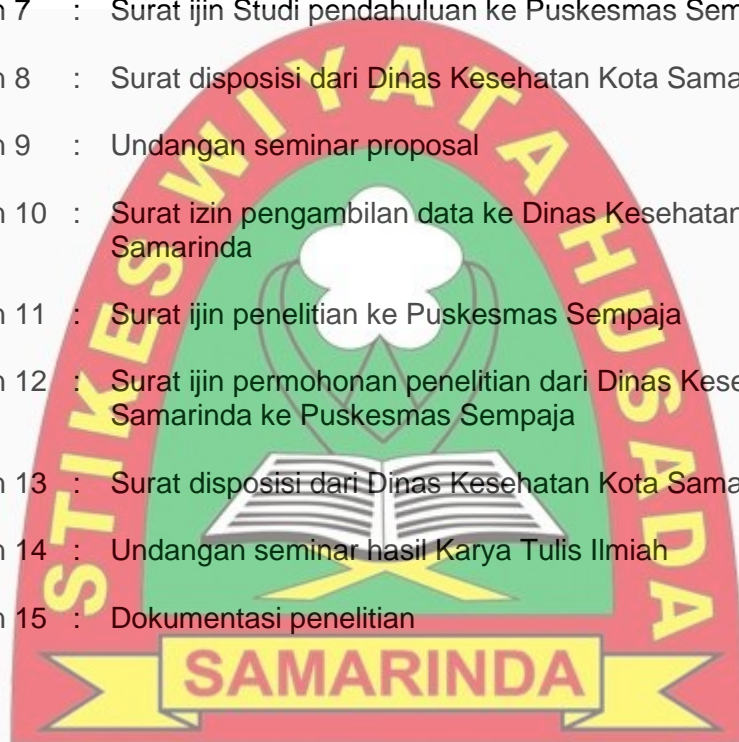 n 7 : Surat ijin Studi pendahuluan ke Puskesmas Sem
n 8 : Surat disposisi dari Dinas Kesehatan Kota Sama
n 9 : Undangan seminar proposal
n 10 : Surat izin pengambilan data ke Dinas Kesehatan
Samarinda
n 11 : Surat ijin penelitian ke Puskesmas Sempaja
n 12 : Surat ijin permohonan penelitian dari Dinas Kese
Samarinda ke Puskesmas Sempaja
n 13 : Surat disposisi dari Dinas Kesehatan Kota Sama
n 14 : Undangan seminar hasil Karya Tulis Ilmiah
n 15 : Dokumentasi penelitian
STIKES WIYATA HUSADA
SAMARINDA